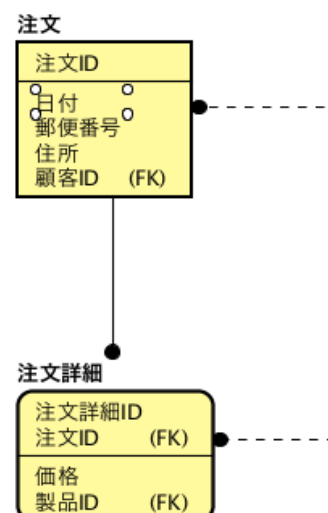 注文
注文ID
日付
郵便番号
住所
顧客ID (FK)
注文詳細
注文詳細ID
注文ID (FK)
価格
製品ID (FK)